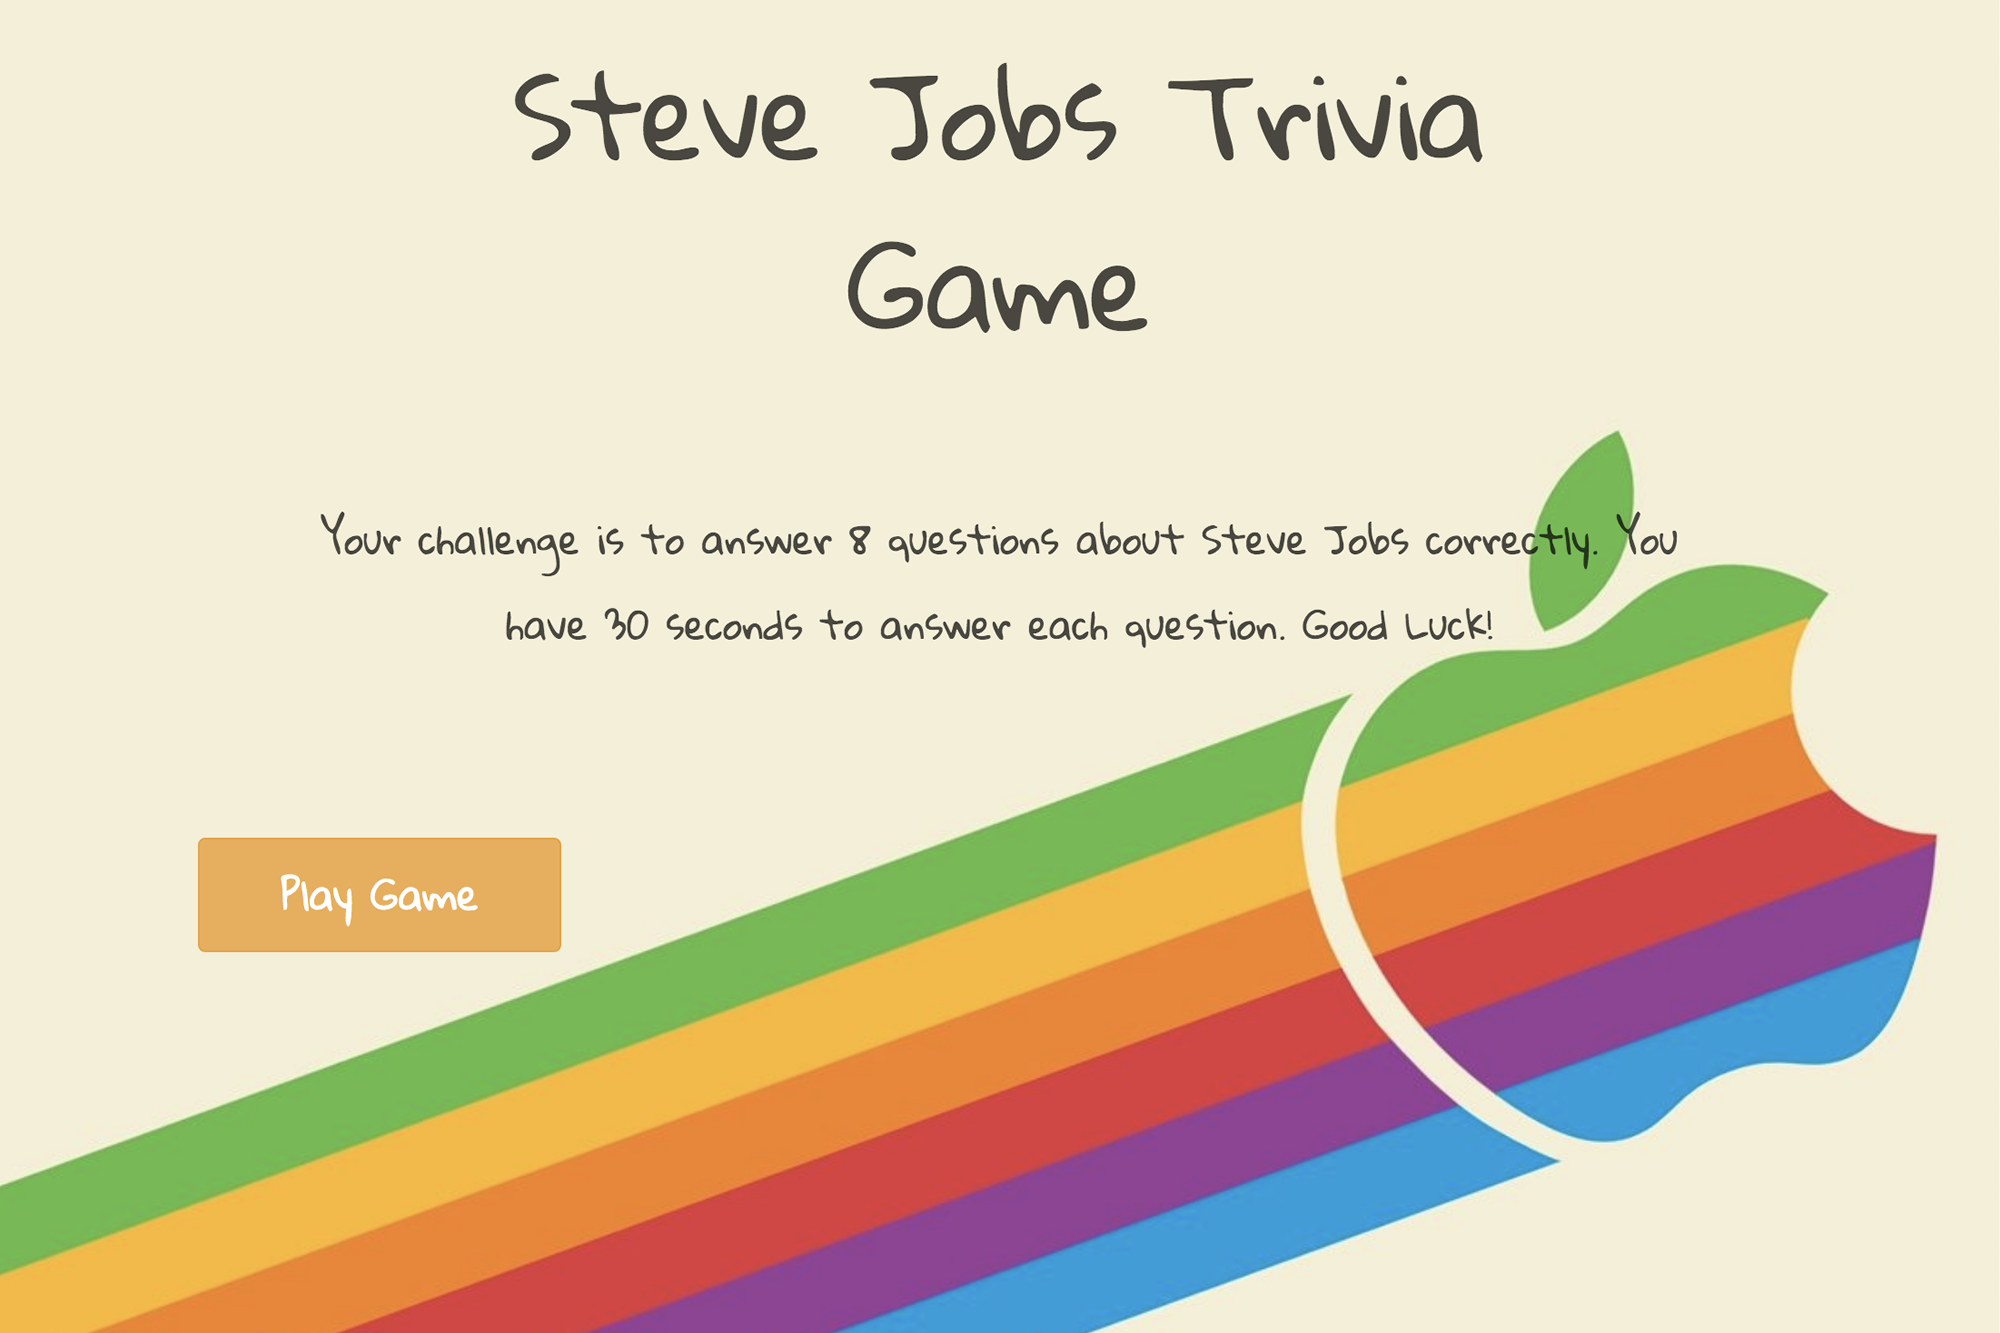 Steve Jobs Trivia
Game
Your challenge is to answer 8 questions about Steve Jobs correctly. You
have 30 seconds to answer each question. Good Luck!
Play Game